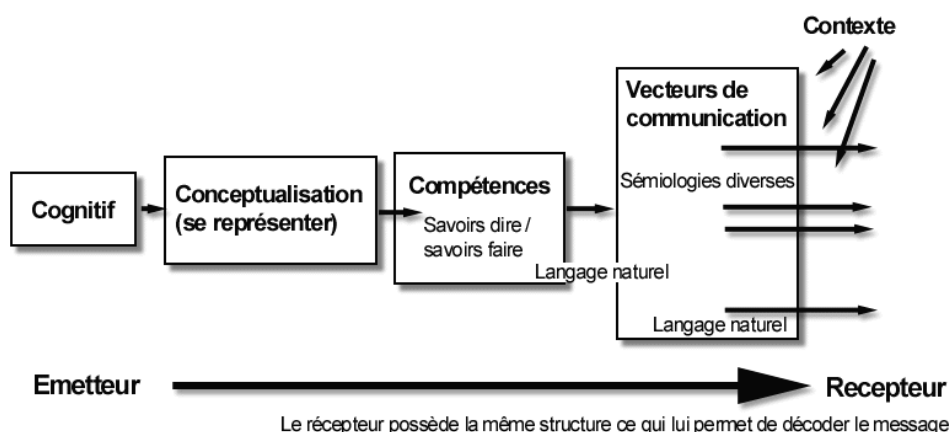 Contexte
Vecteurs de
communication
Sémiologies diverses
Langage naturel
Compétences
Savoirs dire /
savoirs faire
Langage naturel
Conceptualisation
(se représenter)
Cognitif
Emetteur
Recepteur
Le récepteur possède la même structure ce qui lui permet de décoder le message